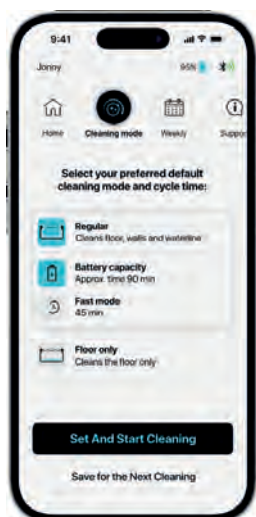 9:41
Jonny 95%
Home Cleaning mode Weekly Suppor
Select your preferred default
cleaning mode and cycle time:
Regular
Cleans floor, walls and waterline
Battery capacity
Approx. time 90 min
Fast mode
45 min
Floor only
Cleans the floor only
Set And Start Cleaning
Save for the Next Cleaning